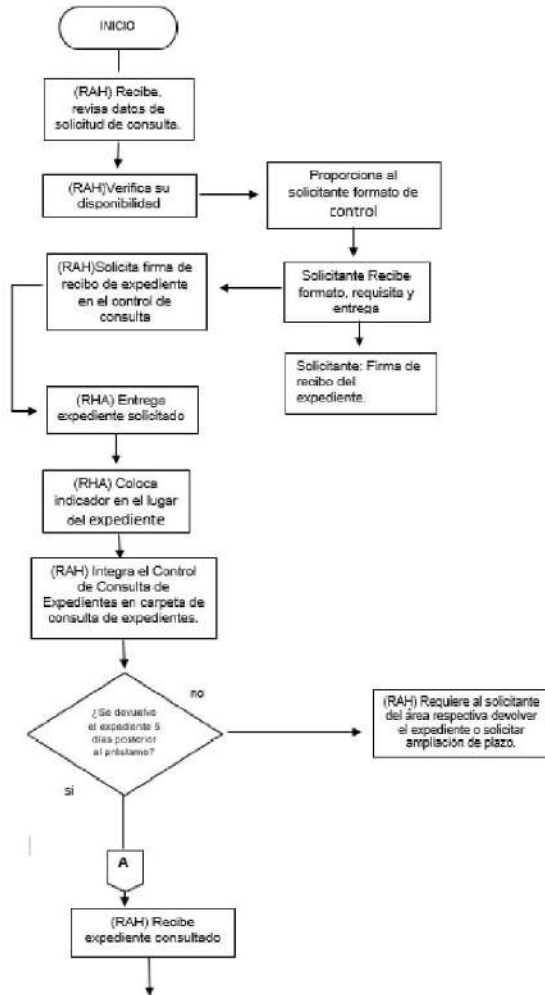 INICIO
(RAH) Recibe,
revisa datos de
solicitud de consulta.
(RAH)Verifica su
disponibilidad
Proporciona al
solicitante formato de
control
(RAH)Solicita firma de
recibo de expediente
en el control de
consulta
Solicitante Recibe
formato, requisita y
entrega
Solicitante: Firma de
recibo del
expediente.
(RHA) Entrega
expediente solicitado
(RHA) Coloca
indicador en el lugar
del expediente
(RAH) Integra el Control
de Consulta de
Expedientes en carpeta de
consulta de expedientes.
no
¿Se devuelve
el expediente 5
días posterior
al préstamo?
(RAH) Requiere al solicitante
del área respectiva devolver
el expediente o solicitar
ampliación de plazo.
si
A
(RAH) Recibe
expediente consultado